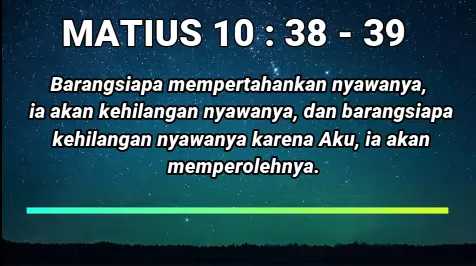 MATIUS 10 : 38 - 39
Barangsiapa mempertahankan nyawanya,
ia akan kehilangan nyawanya, dan barangsiapa
kehilangan nyawanya karena Aku, ia akan
memperolehnya.